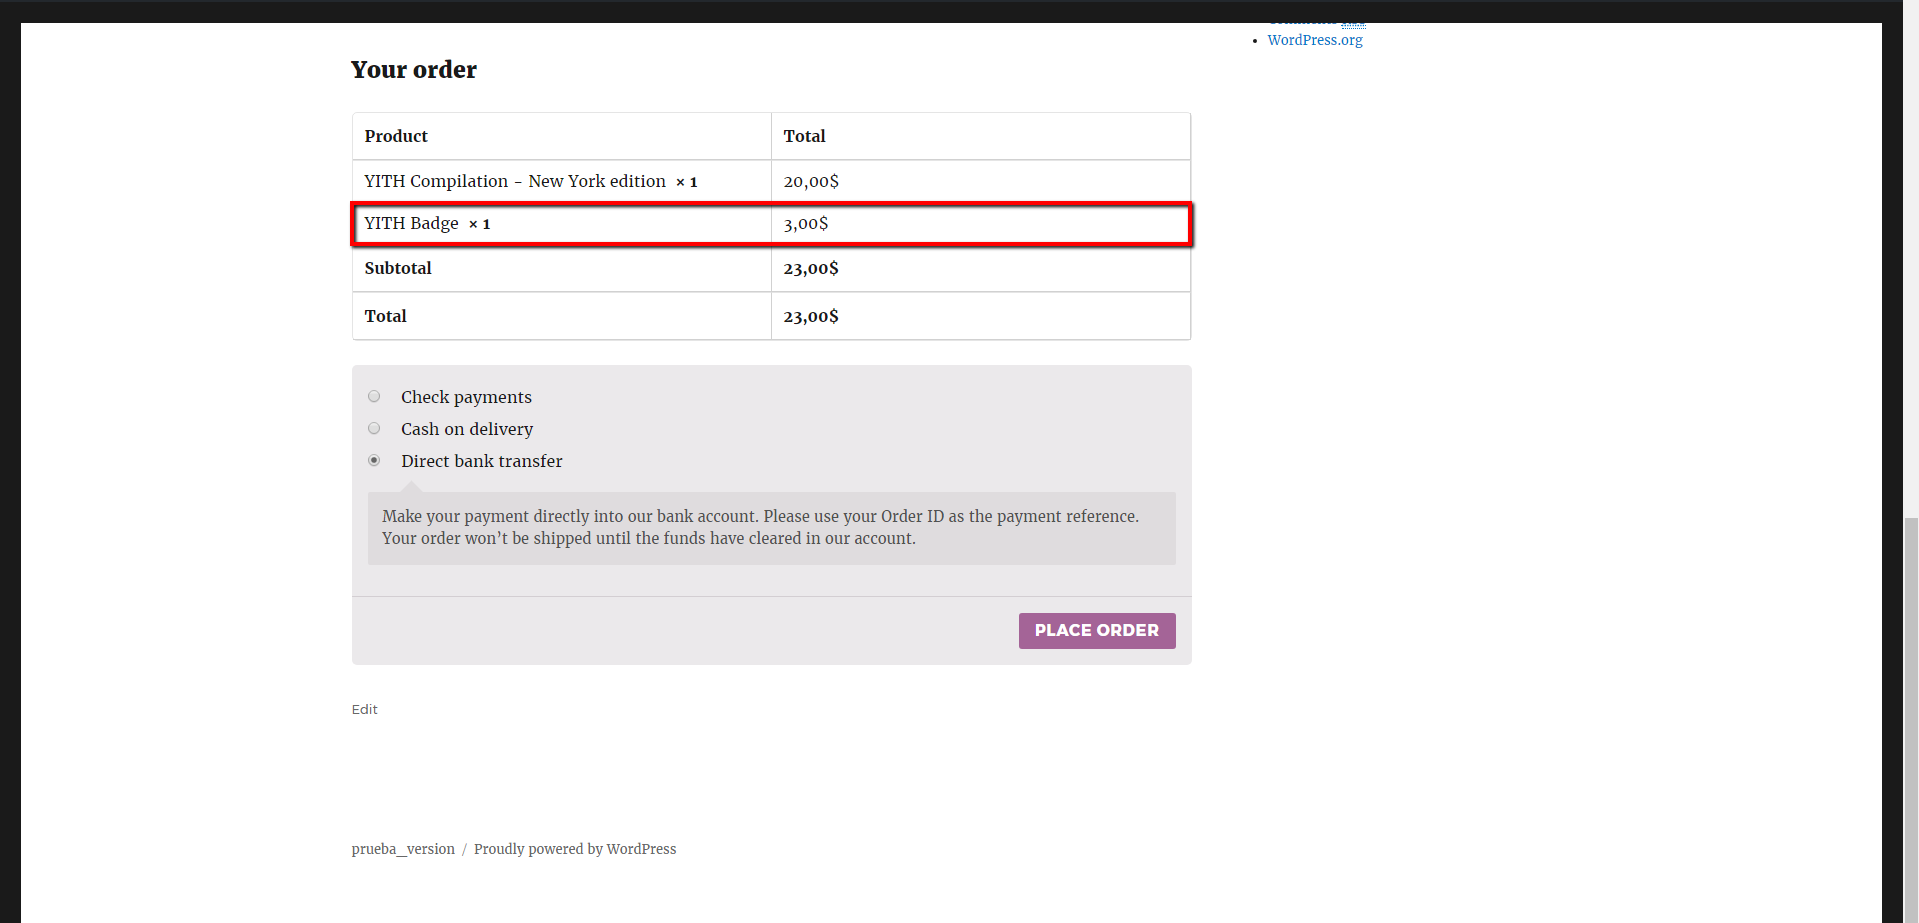 WordPress.org
Your order
Product Total
YITH Compilation - New York edition × 1 20,00$
YITH Badge × 1 3,00$
Subtotal 23,00$
Total 23,00$
Check payments
Cash on delivery
Direct bank transfer
Make your payment directly into our bank account. Please use your Order ID as the payment reference.
Your order won’t be shipped until the funds have cleared in our account.
PLACE ORDER
Edit
prueba_version / Proudly powered by WordPress